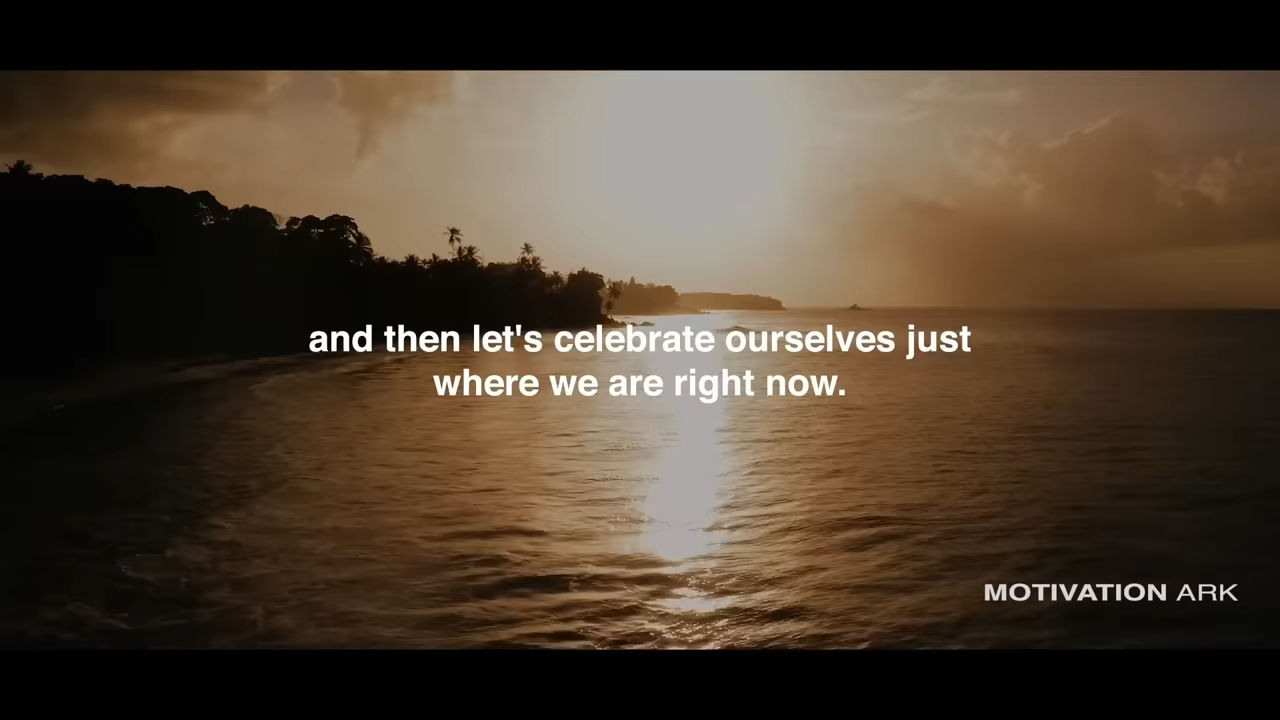 and then let's celebrate ourselves just
where we are right now.
MOTIVATION ARK